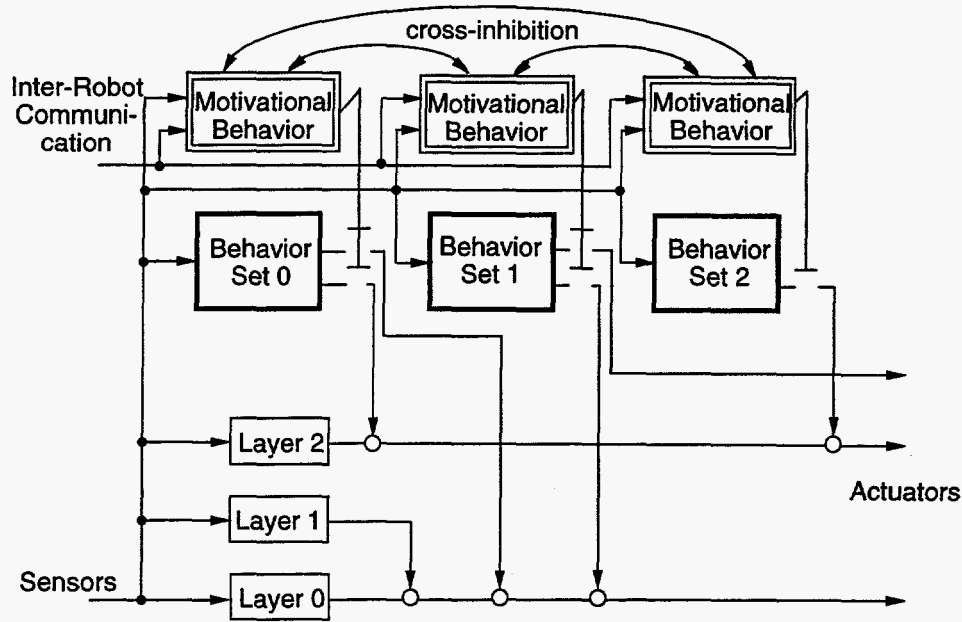 cross-inhibition
Inter-Robot
Communi-
cation
Motivational
Behavior
Motivational
Behavior
Motivational
Behavior
Behavior
Set 0
Behavior
Set 1
Behavior
Set 2
Layer 2
Actuators
Layer 1
Sensors
Layer 0